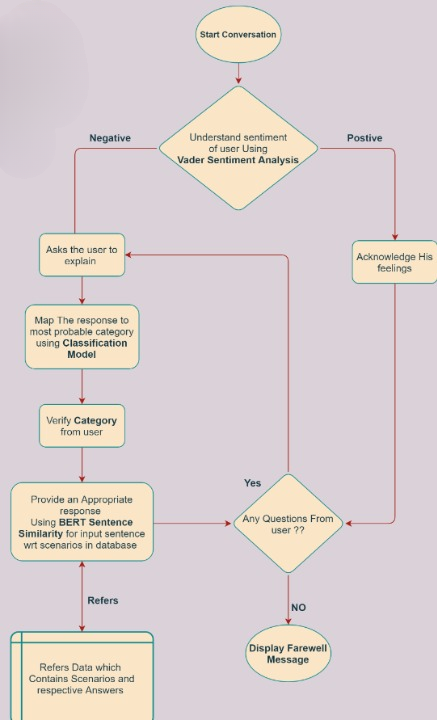 Start Conversation
Negative
Understand sentiment
of user Using
Vader Sentiment Analysis
Postive
Asks the user to
explain
Acknowledge His
feelings
Map The response to
most probable category
using Classification
Model
Verify Category
from user
Yes
Provide an Appropriate
response
Using BERT Sentence
Similarity for input sentence
wrt scenarios in database
Any Questions From
user ??
Refers
NO
Display Farewell
Message
Refers Data which
Contains Scenarios and
respective Answers